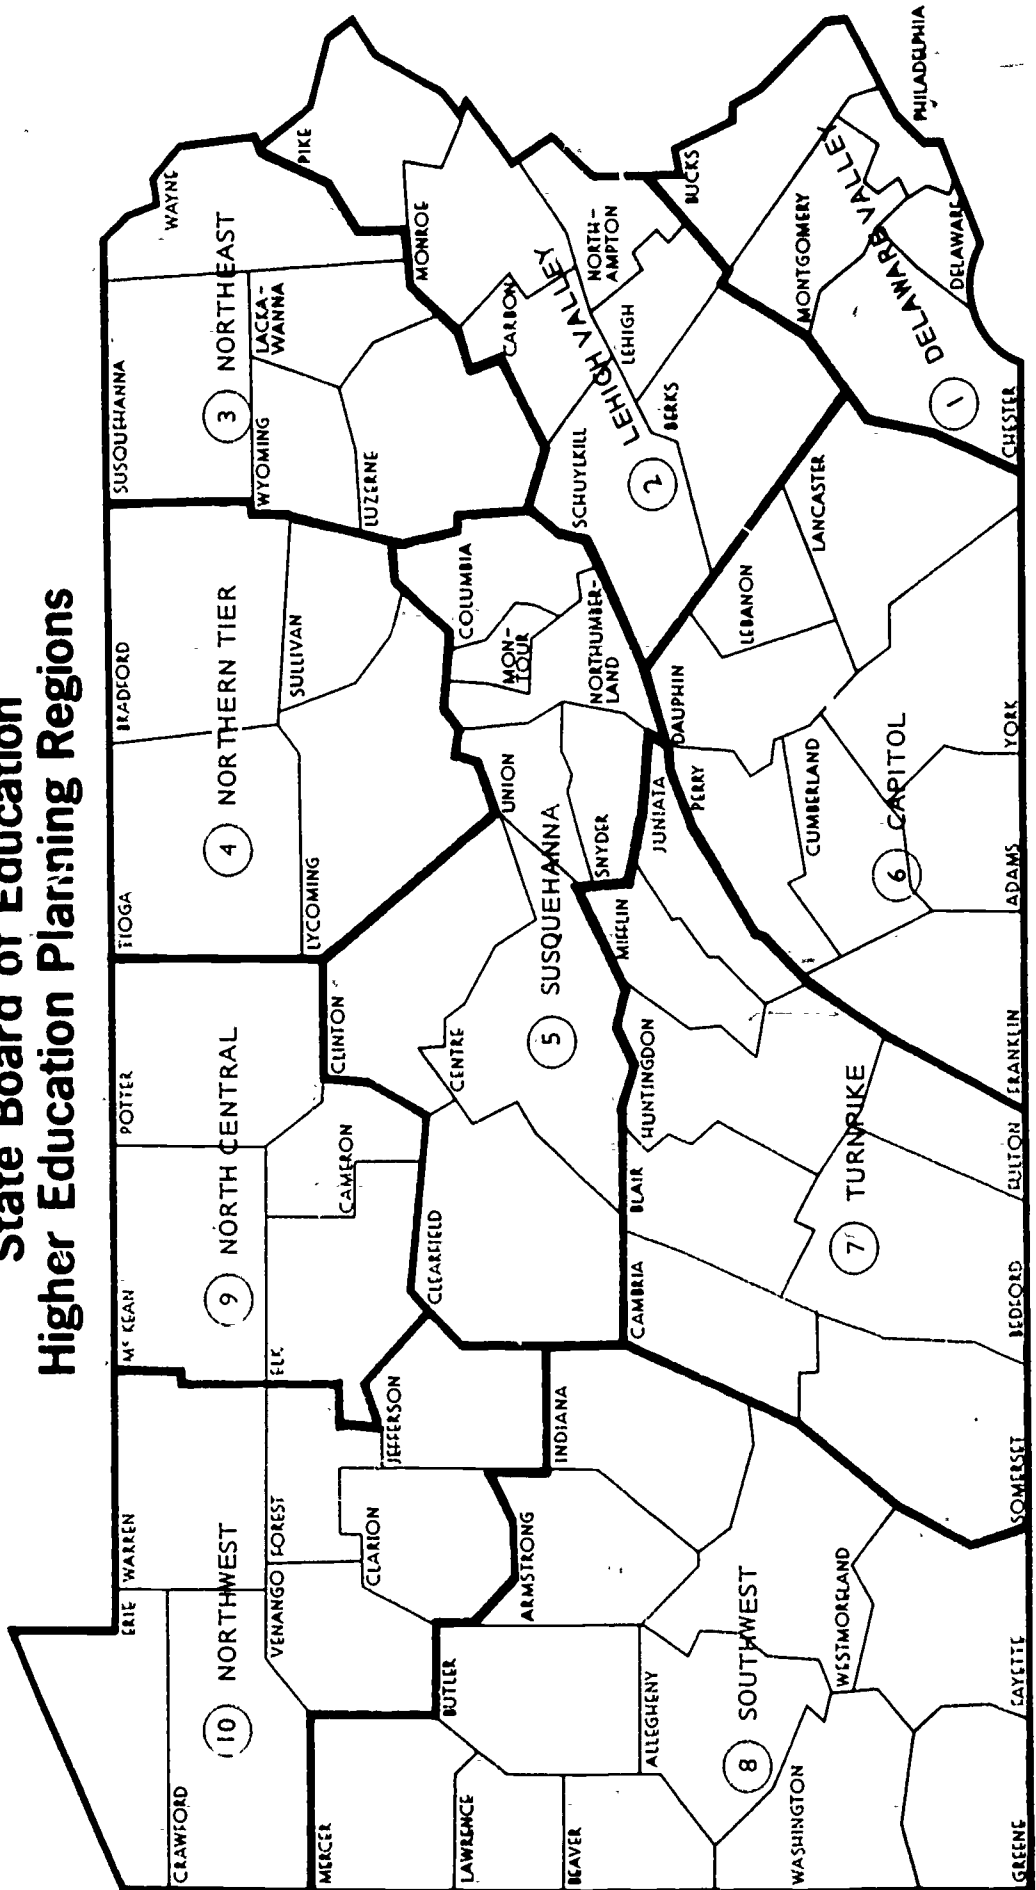 State Board of Education
Higher Education Planning Regions
ERIE
WARREN
Mc KEAN
POTTER
TIOGA
BRADFORD
SUSQUEHANNA
WAYNE
CRAWFORD
10 NORTHWEST
9 NORTH CENTRAL
4 NORTHERN TIER
3 NORTHEAST
PIKE
VENANGO
FOREST
ELK
CAMERON
CLINTON
LYCOMING
SULLIVAN
WYOMING
LACKA-
WANNA
MERCER
CLARION
JEFFERSON
CLEARFIELD
CENTRE
LUZERNE
MONROE
COLUMBIA
LAWRENCE
BUTLER
ARMSTRONG
INDIANA
5 SUSQUEHANNA
UNION
MON-
TOUR
NORTHUMBER-
LAND
SCHUYLKILL
CARBON
2 LEHIGH VALLEY
NORTH-
AMPTON
LEHIGH
BERKS
BUCKS
BEAVER
ALLEGHENY
CAMBRIA
BLAIR
HUNTINGDON
MIFFLIN
SNYDER
JUNIATA
PERRY
DAUPHIN
LEBANON
LANCASTER
8 SOUTHWEST
WESTMORELAND
7 TURNPIKE
6 CAPITOL
CUMBERLAND
MONTGOMERY
1 DELAWARE VALLEY
PHILADELPHIA
DELAWARE
WASHINGTON
GREENE
FAYETTE
SOMERSET
BEDFORD
FULTON
FRANKLIN
ADAMS
YORK
CHESTER